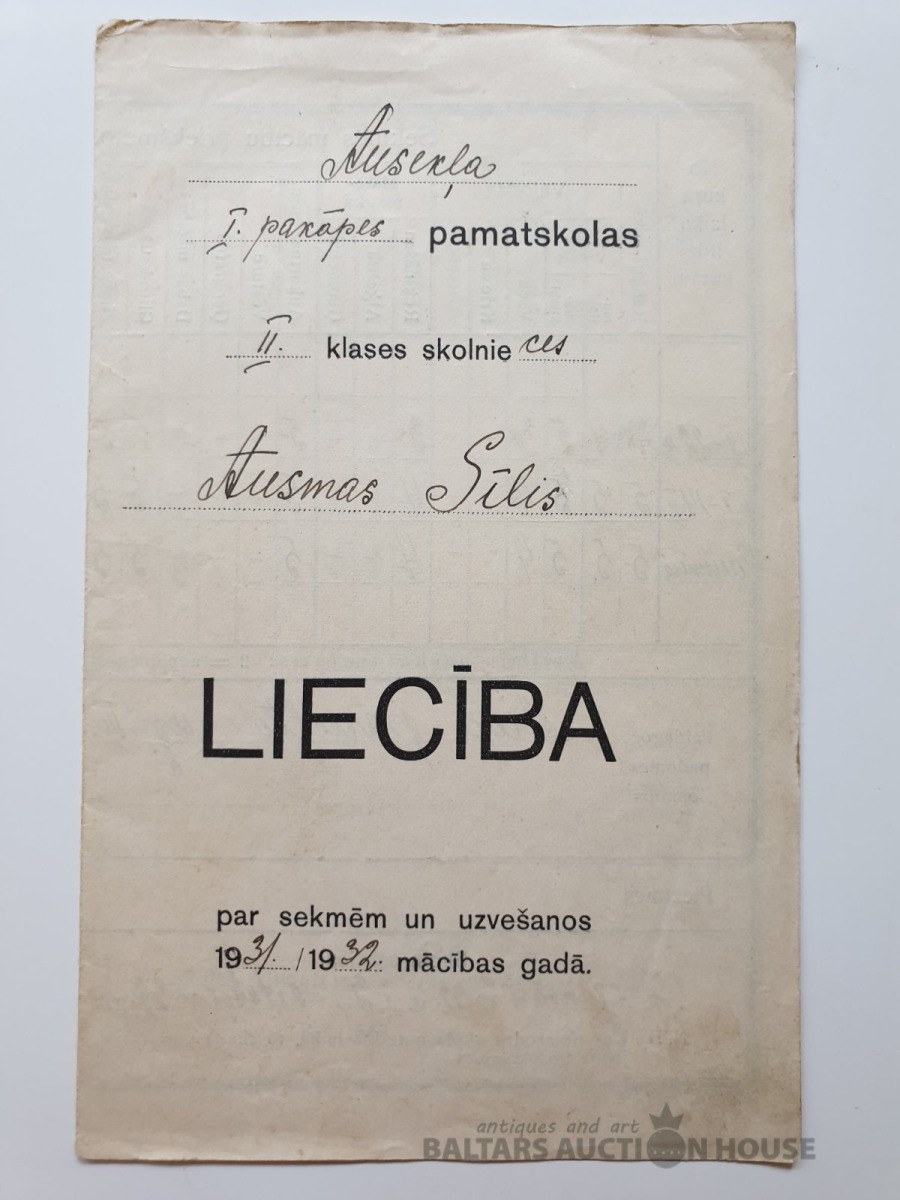 Ausekļa
I. pakāpes pamatskolas
II. klases skolnieces
Ausmas Sīlis
LIECĪBA
par sekmēm un uzvešanos
1931./1932. mācības gadā.
antiques and art
BALTARS AUCTION HOUSE